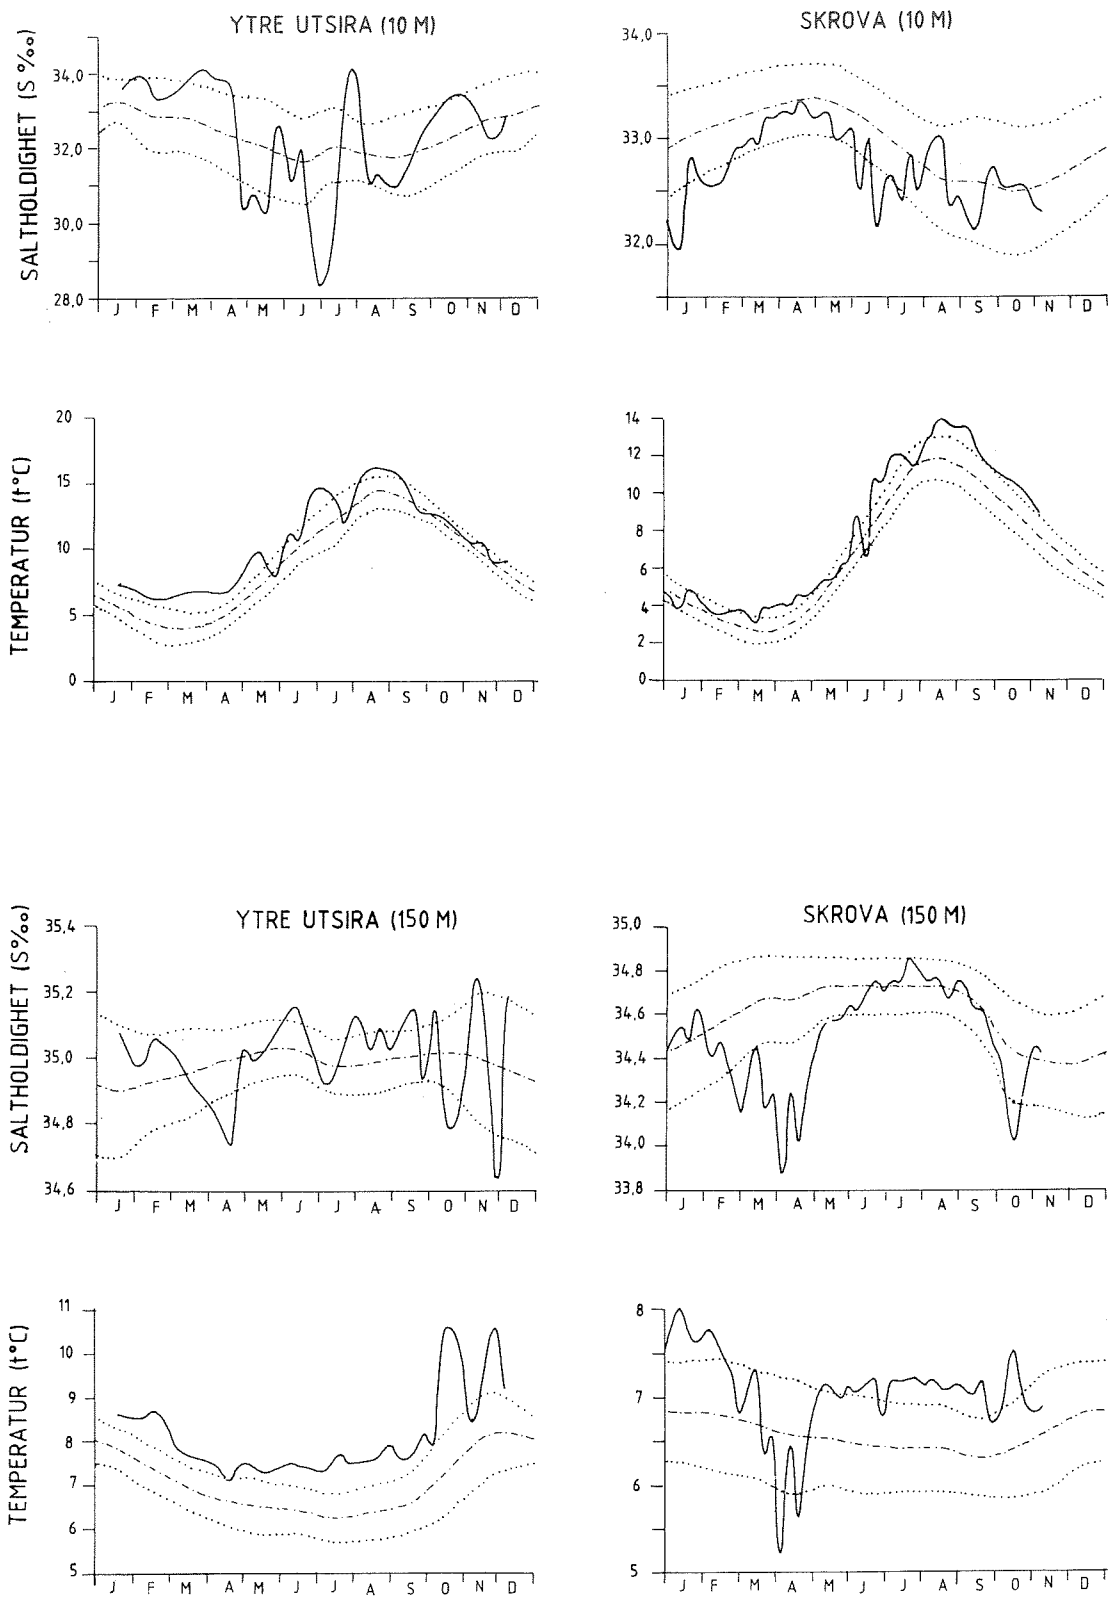 YTRE UTSIRA (10 M)
SALTHOLDIGHET (S ‰)
34,0
32,0
30,0
28,0
J F M A M J J A S O N D
SKROVA (10 M)
34,0
33,0
32,0
J F M A M J J A S O N D
TEMPERATUR (t°C)
20
15
10
5
0
J F M A M J J A S O N D
14
12
10
8
6
4
2
0
J F M A M J J A S O N D
YTRE UTSIRA (150 M)
SALTHOLDIGHET (S‰)
35,4
35,2
35,0
34,8
34,6
J F M A M J J A S O N D
SKROVA (150 M)
35,0
34,8
34,6
34,4
34,2
34,0
33,8
J F M A M J J A S O N D
TEMPERATUR (t°C)
11
10
9
8
7
6
5
J F M A M J J A S O N D
8
7
6
5
J F M A M J J A S O N D